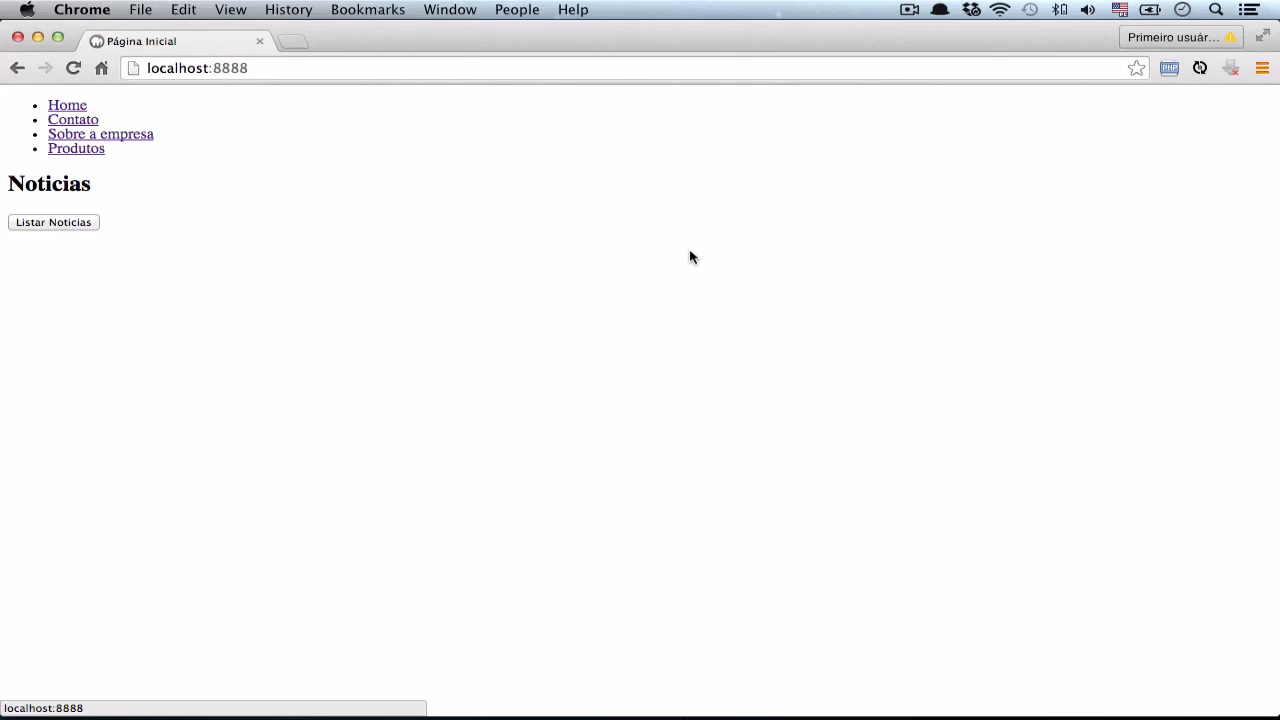 Chrome File Edit View History Bookmarks Window People Help
Página Inicial
Primeiro usuár...
localhost:8888
PHP
Home
Contato
Sobre a empresa
Produtos
Noticias
Listar Noticias
localhost:8888